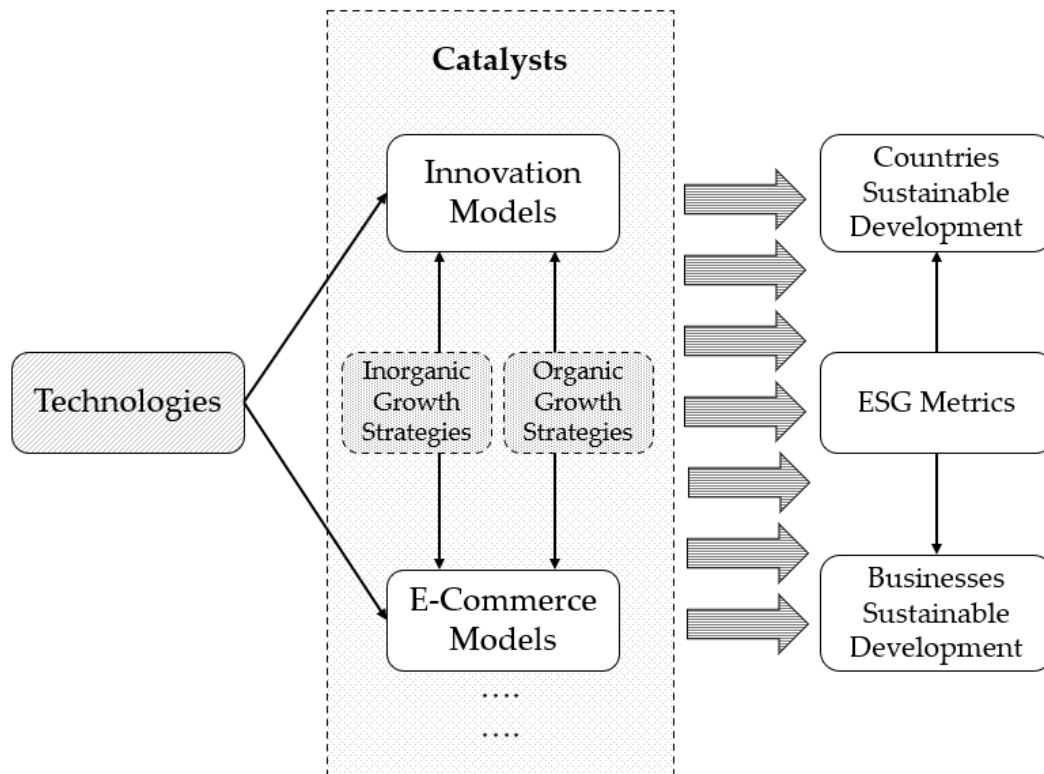 Catalysts
Innovation
Models
Technologies
Inorganic
Growth
Strategies
Organic
Growth
Strategies
E-Commerce
Models
....
....
Countries
Sustainable
Development
ESG Metrics
Businesses
Sustainable
Development